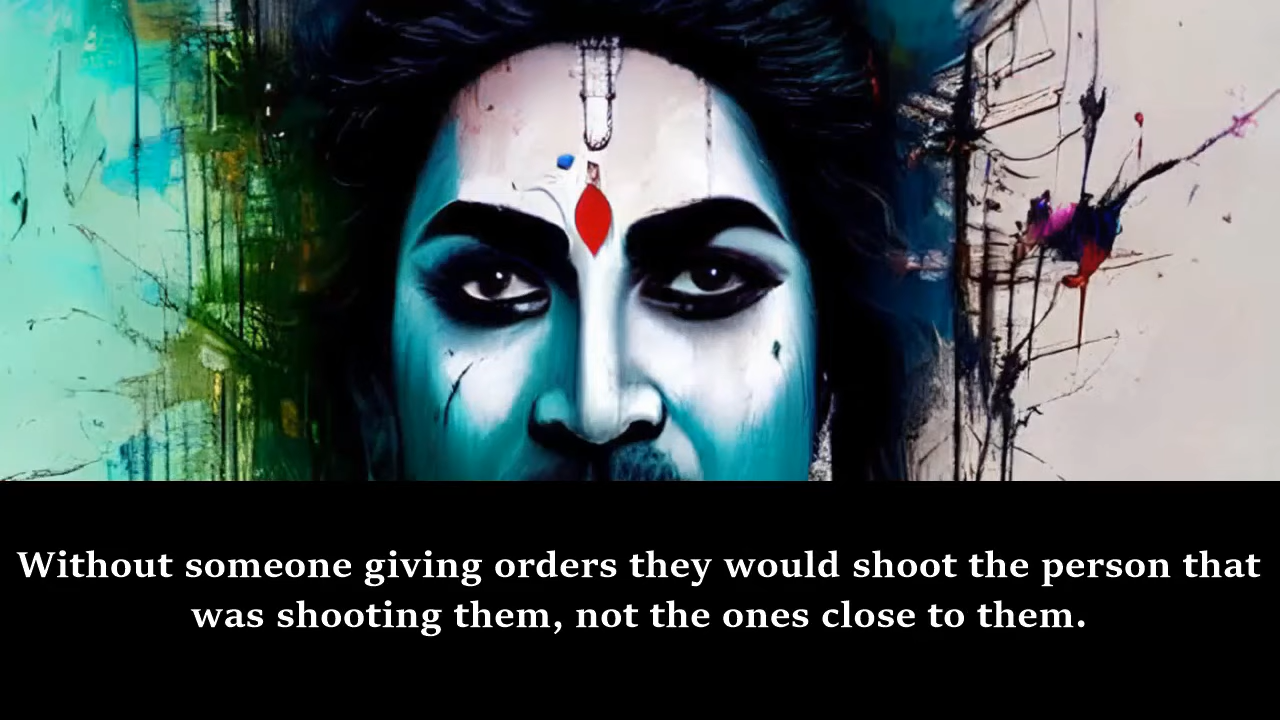 Without someone giving orders they would shoot the person that
was shooting them, not the ones close to them.